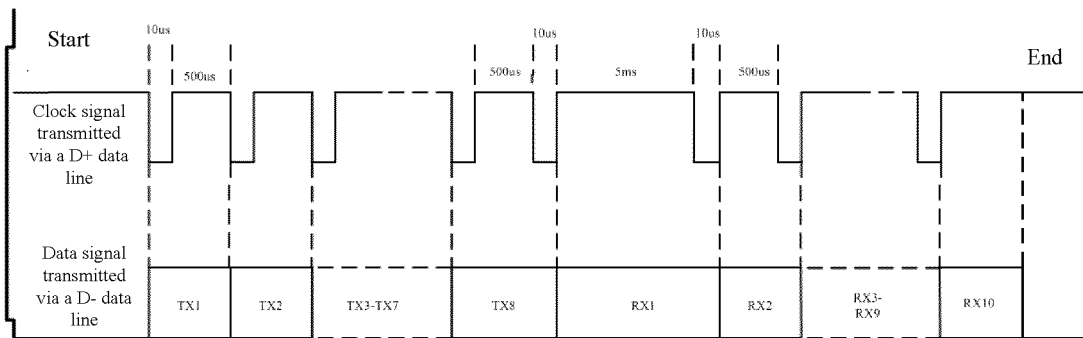 Start
10us
10us
10us
End
500us
500us
5ms
500us
Clock signal
transmitted
via a D+ data
line
Data signal
transmitted
via a D- data
line
TX1
TX2
TX3-TX7
TX8
RX1
RX2
RX3-
RX9
RX10